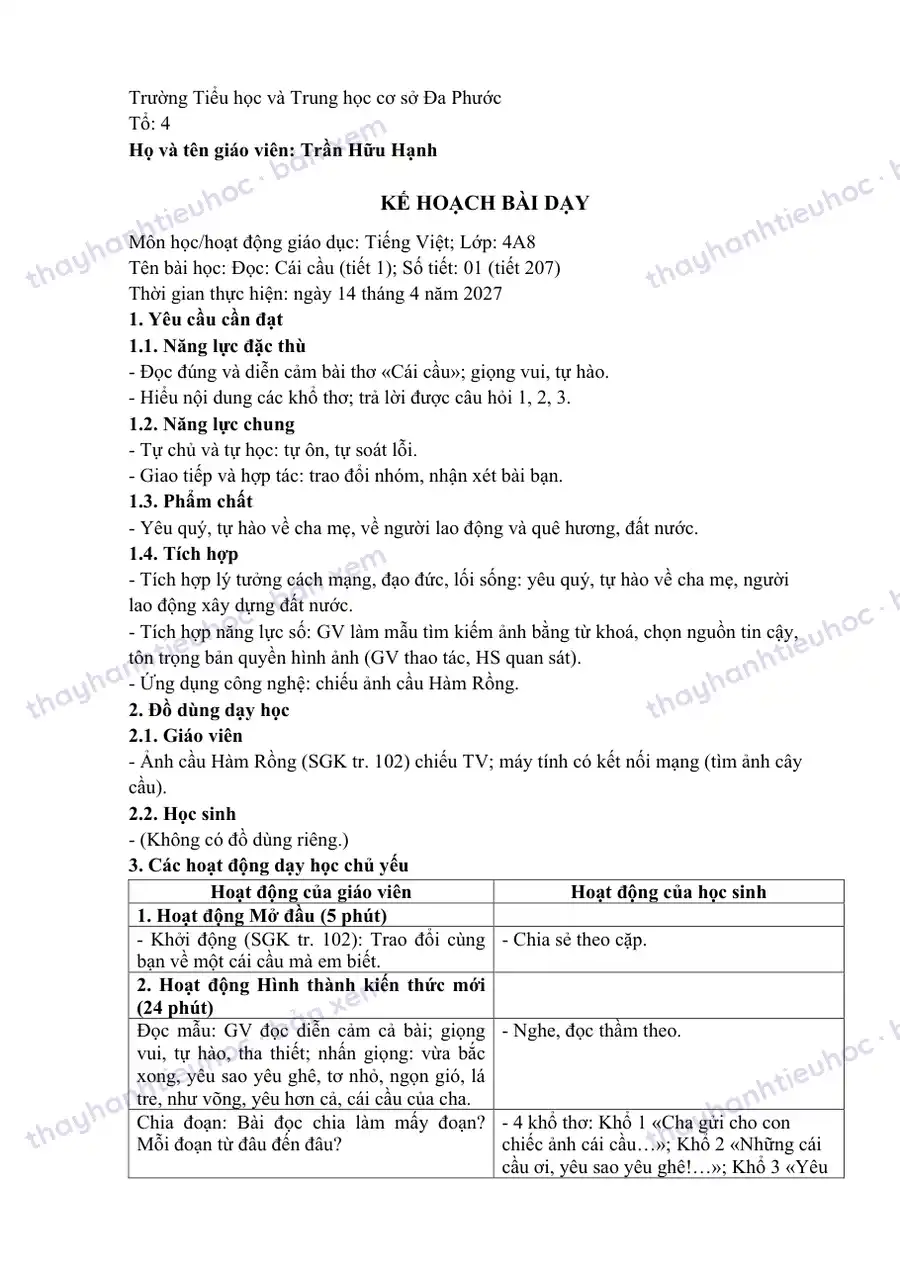 Trường Tiểu học và Trung học cơ sở Đa Phước
Tổ: 4
Họ và tên giáo viên: Trần Hữu Hạnh
KẾ HOẠCH BÀI DẠY
Môn học/hoạt động giáo dục: Tiếng Việt; Lớp: 4A8
Tên bài học: Đọc: Cái cầu (tiết 1); Số tiết: 01 (tiết 207)
Thời gian thực hiện: ngày 14 tháng 4 năm 2027
1. Yêu cầu cần đạt
1.1. Năng lực đặc thù
- Đọc đúng và diễn cảm bài thơ «Cái cầu»; giọng vui, tự hào.
- Hiểu nội dung các khổ thơ; trả lời được câu hỏi 1, 2, 3.
1.2. Năng lực chung
- Tự chủ và tự học: tự ôn, tự soát lỗi.
- Giao tiếp và hợp tác: trao đổi nhóm, nhận xét bài bạn.
1.3. Phẩm chất
- Yêu quý, tự hào về cha mẹ, về người lao động và quê hương, đất nước.
1.4. Tích hợp
- Tích hợp lý tưởng cách mạng, đạo đức, lối sống: yêu quý, tự hào về cha mẹ, người
lao động xây dựng đất nước.
- Tích hợp năng lực số: GV làm mẫu tìm kiếm ảnh bằng từ khoá, chọn nguồn tin cậy,
tôn trọng bản quyền hình ảnh (GV thao tác, HS quan sát).
- Ứng dụng công nghệ: chiếu ảnh cầu Hàm Rồng.
2. Đồ dùng dạy học
2.1. Giáo viên
- Ảnh cầu Hàm Rồng (SGK tr. 102) chiếu TV; máy tính có kết nối mạng (tìm ảnh cây
cầu).
2.2. Học sinh
- (Không có đồ dùng riêng.)
3. Các hoạt động dạy học chủ yếu
Hoạt động của giáo viên
Hoạt động của học sinh
1. Hoạt động Mở đầu (5 phút)
- Khởi động (SGK tr. 102): Trao đổi cùng
bạn về một cái cầu mà em biết.
- Chia sẻ theo cặp.
2. Hoạt động Hình thành kiến thức mới
(24 phút)
Đọc mẫu: GV đọc diễn cảm cả bài; giọng
vui, tự hào, tha thiết; nhấn giọng: vừa bắc
xong, yêu sao yêu ghê, tơ nhỏ, ngọn gió, lá
tre, như võng, yêu hơn cả, cái cầu của cha.
- Nghe, đọc thầm theo.
Chia đoạn: Bài đọc chia làm mấy đoạn?
Mỗi đoạn từ đâu đến đâu?
- 4 khổ thơ: Khổ 1 «Cha gửi cho con
chiếc ảnh cái cầu…»; Khổ 2 «Những cái
cầu ơi, yêu sao yêu ghê!…»; Khổ 3 «Yêu
thayhanhtieuhoc · bản xem
thayhanhtieuhoc · b
thayhanhtieuhoc · bản xem
thayhanhtieuhoc · b
thayhanhtieuhoc · bản xem
thayhanhtieuhoc · b